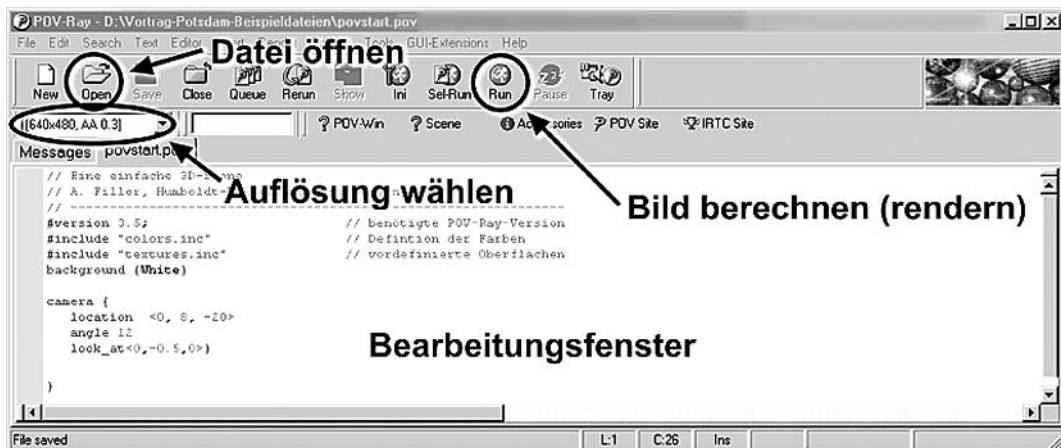 POV-Ray - D:\Vortrag-Potsdam-Beispieldateien\povstart.pov
File Edit Search Text Editor Tools GUI-Extensions Help
Datei öffnen
New Open Save Close Queue Rerun Show Ini Sel-Run Run Pause Tray
[640x480, AA 0.3] POV-Win Scene POV Site IRTC Site
Messages
Auflösung wählen
Bild berechnen (rendern)
// Eine einfache 3D-
// A. Filler, Humboldt-
// ------------------------------------------------------------
#version 3.5; // benötigte POV-Ray-Version
#include "colors.inc" // Defintion der Farben
#include "textures.inc" // vordefinierte Oberflächen
background {White}
camera {
location <0, 8, -20>
angle 12
look_at<0,-0.5,0>}
}
Bearbeitungsfenster
File saved L:1 C:26 Ins